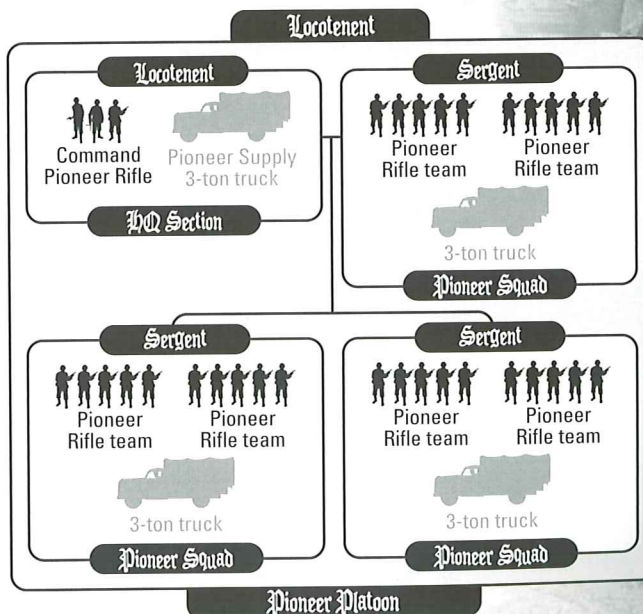 Locotenent
Locotenent
Command
Pioneer Rifle
Pioneer Supply
3-ton truck
HQ Section
Sergent
Pioneer
Rifle team
Pioneer
Rifle team
3-ton truck
Pioneer Squad
Sergent
Pioneer
Rifle team
Pioneer
Rifle team
3-ton truck
Pioneer Squad
Sergent
Pioneer
Rifle team
Pioneer
Rifle team
3-ton truck
Pioneer Squad
Pioneer Platoon